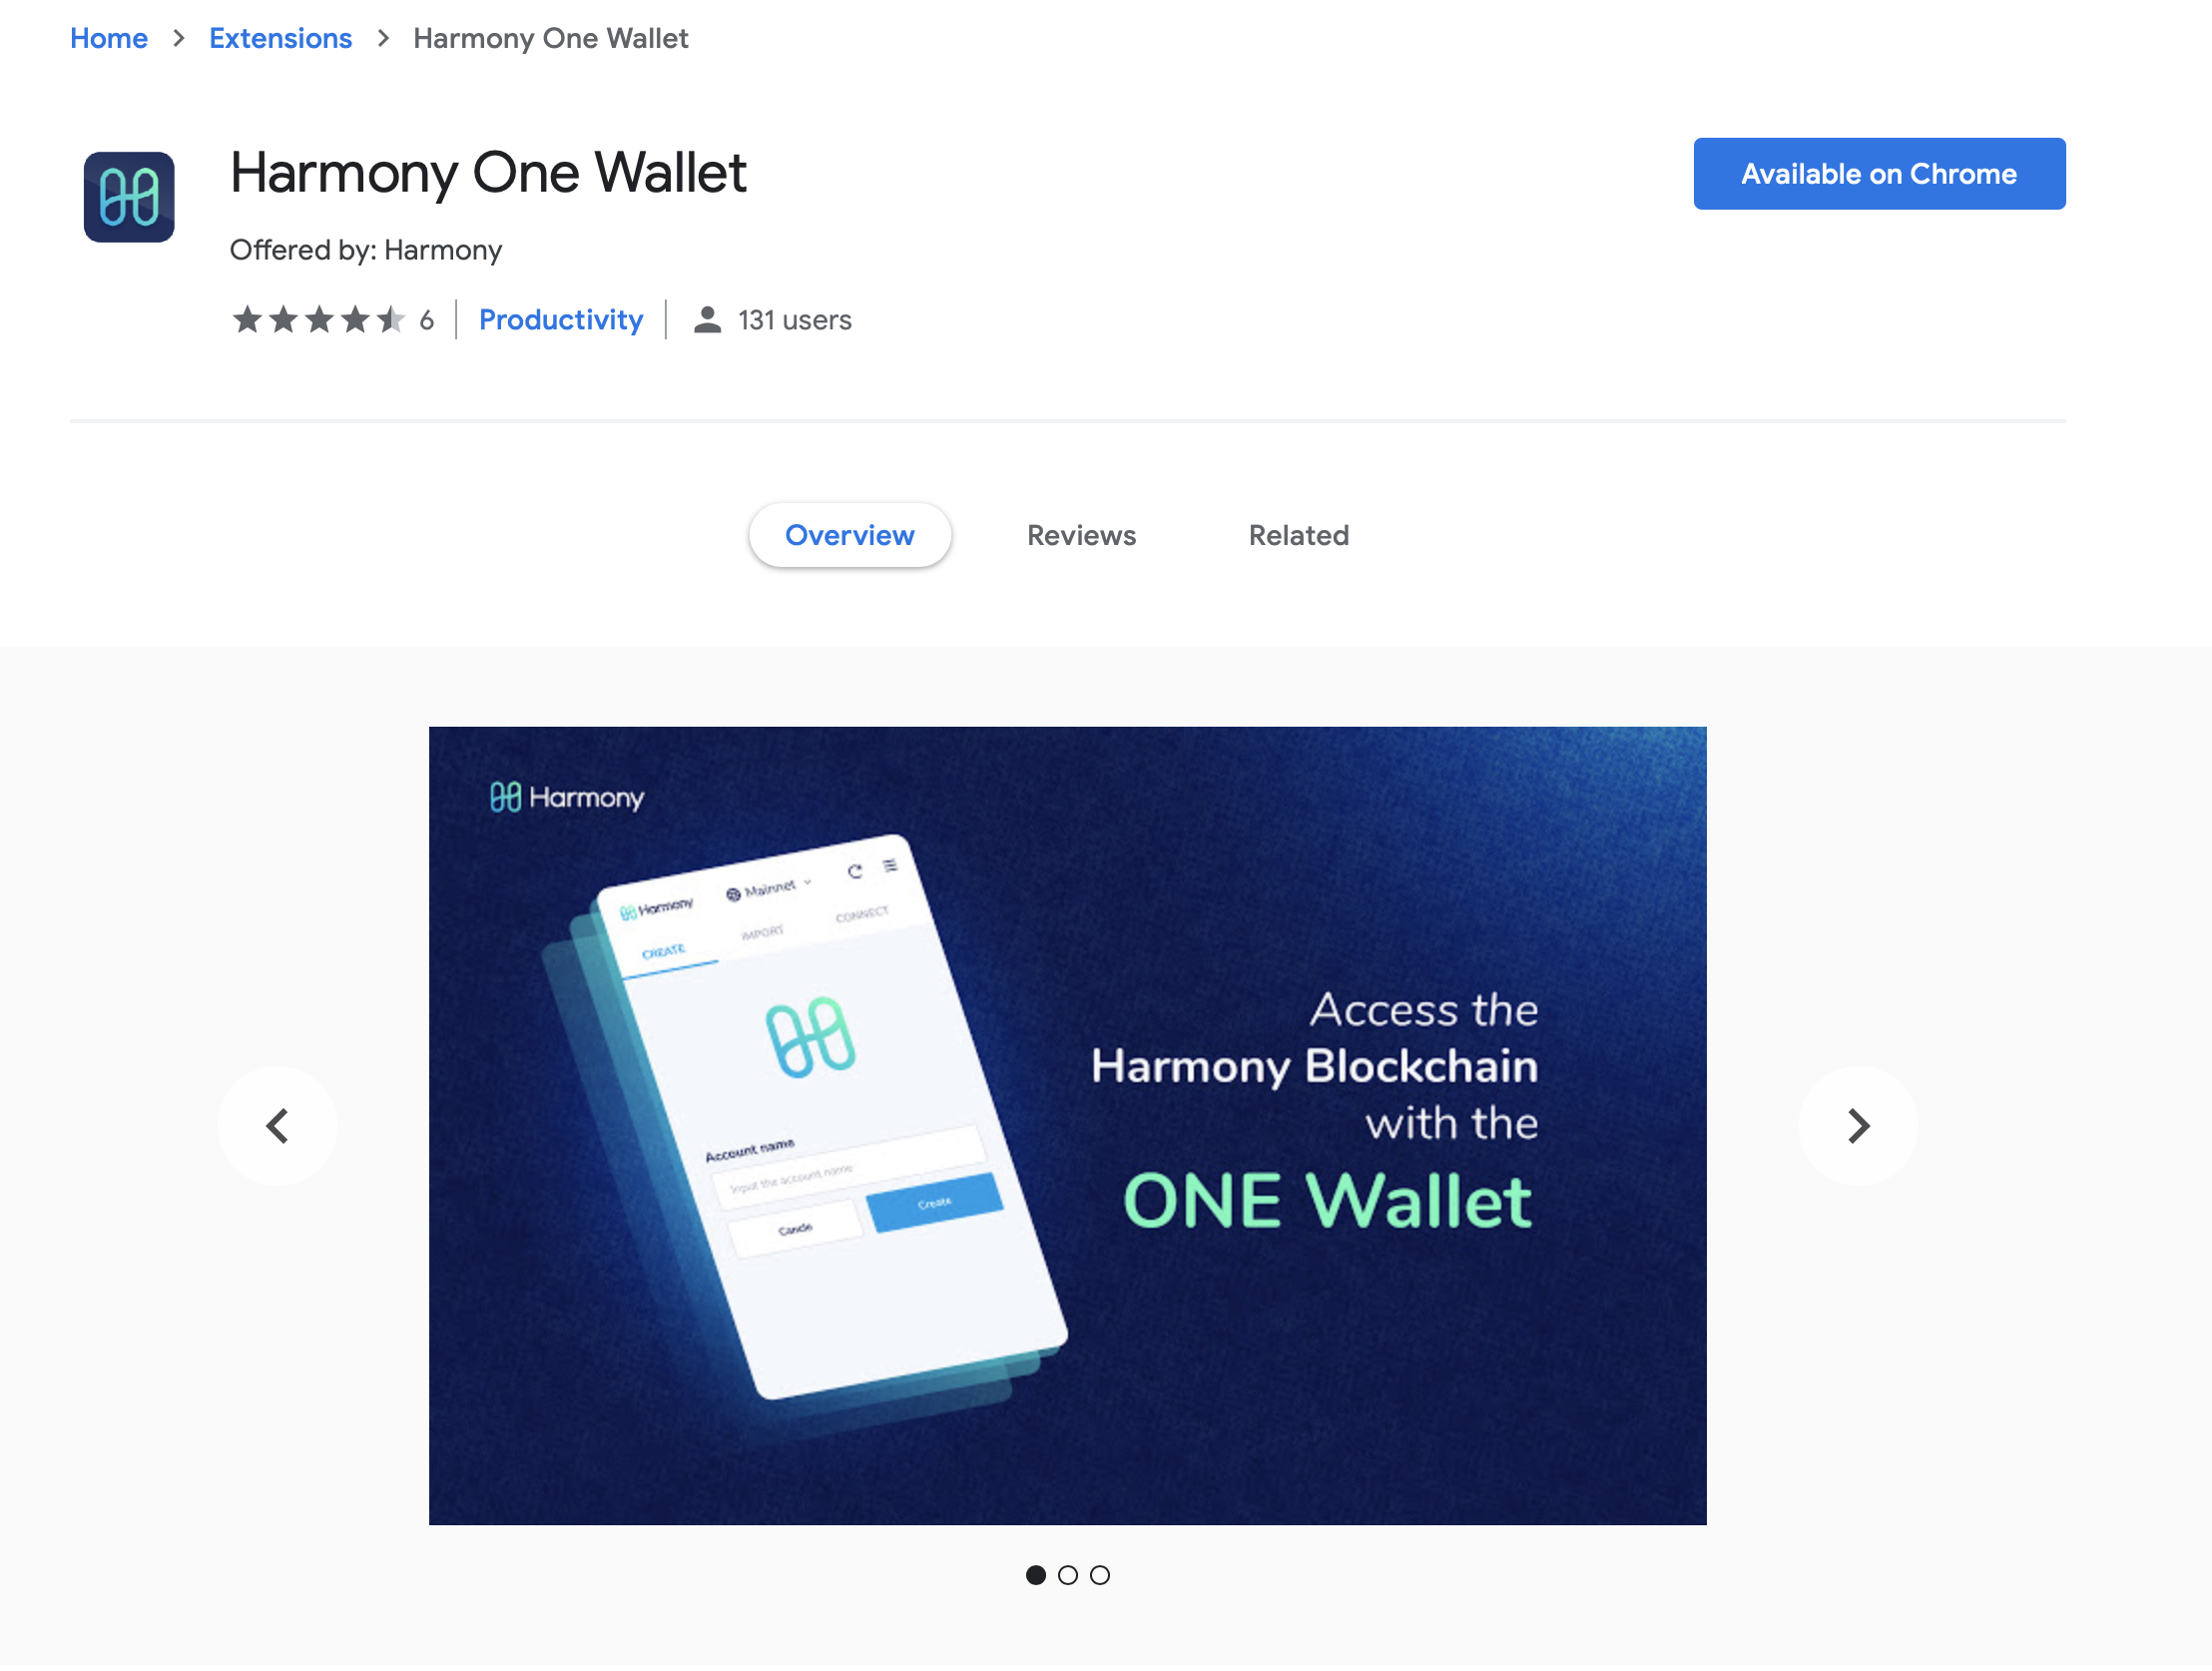 Home > Extensions > Harmony One Wallet
Harmony One Wallet
Available on Chrome
Offered by: Harmony
6 Productivity 131 users
Overview Reviews Related
Harmony
Harmony Mainnet
CREATE IMPORT CONNECT
Account name
Input the account name
Cancle Create
Access the
Harmony Blockchain
with the
ONE Wallet